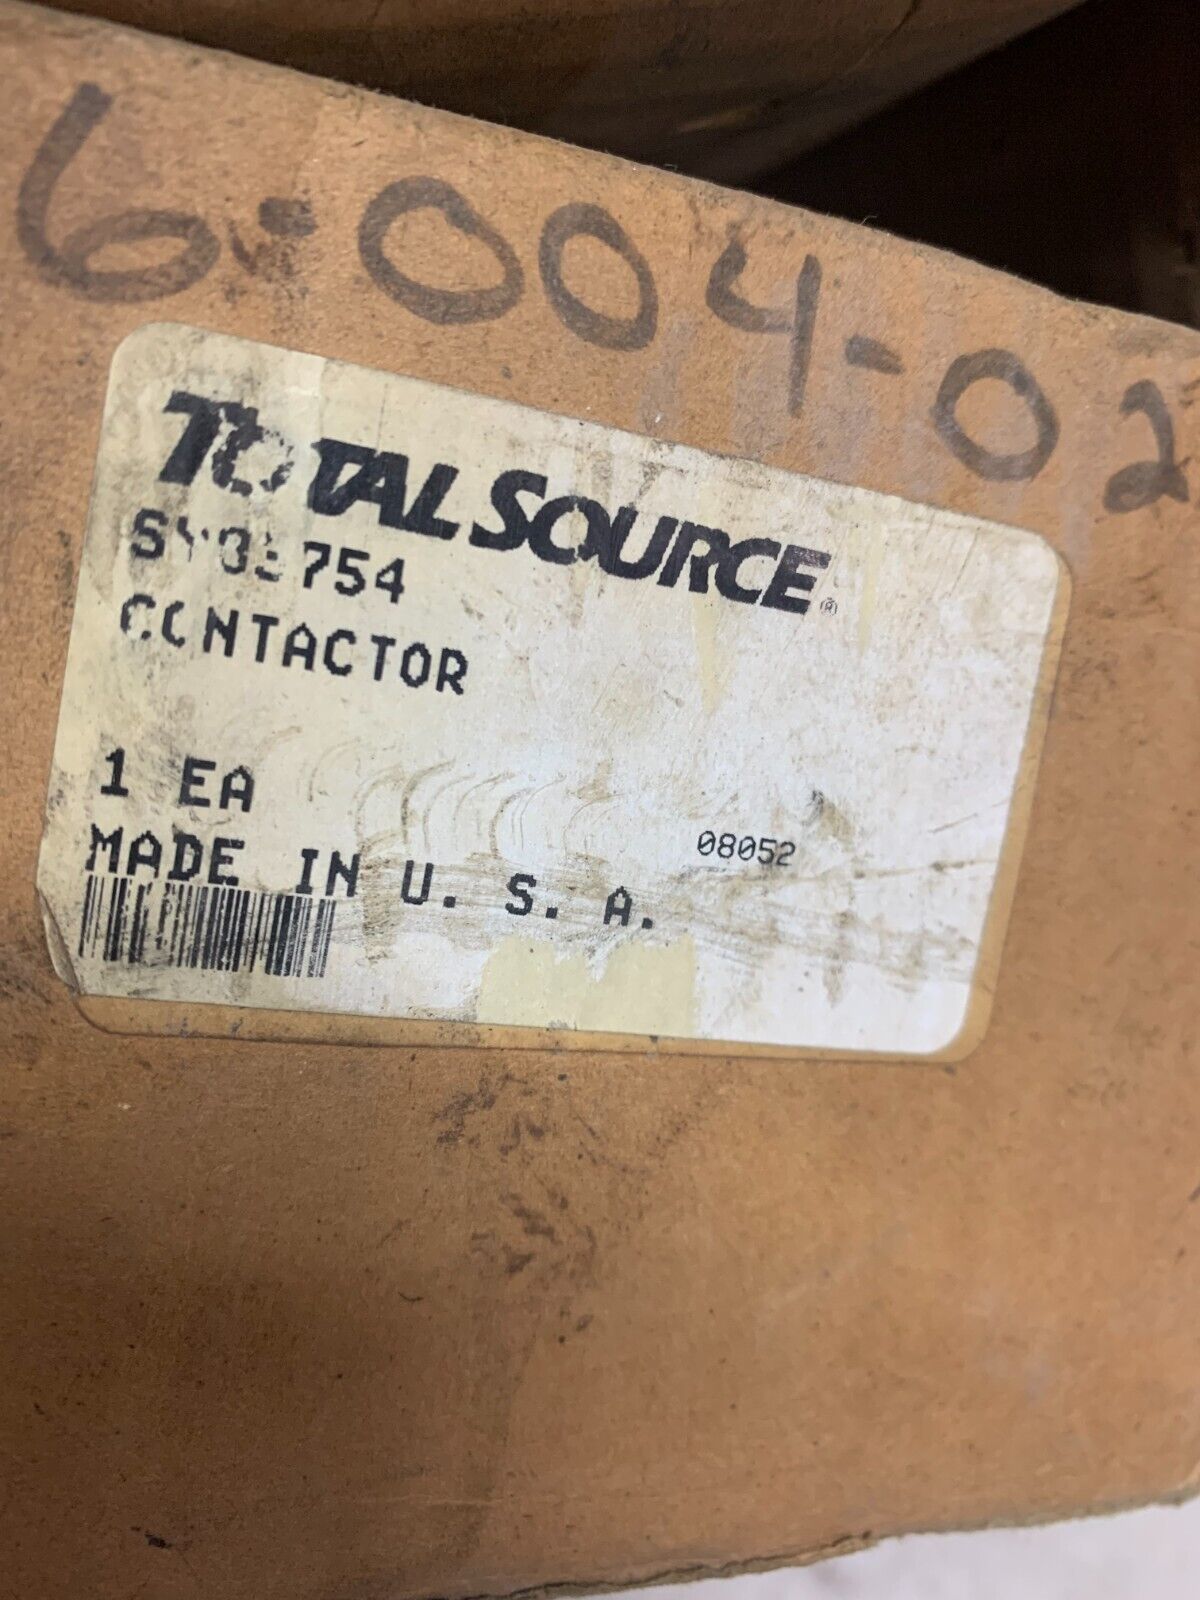 6-004-02
TOTAL SOURCE®
CONTACTOR
1 EA
08052
MADE IN U. S. A.